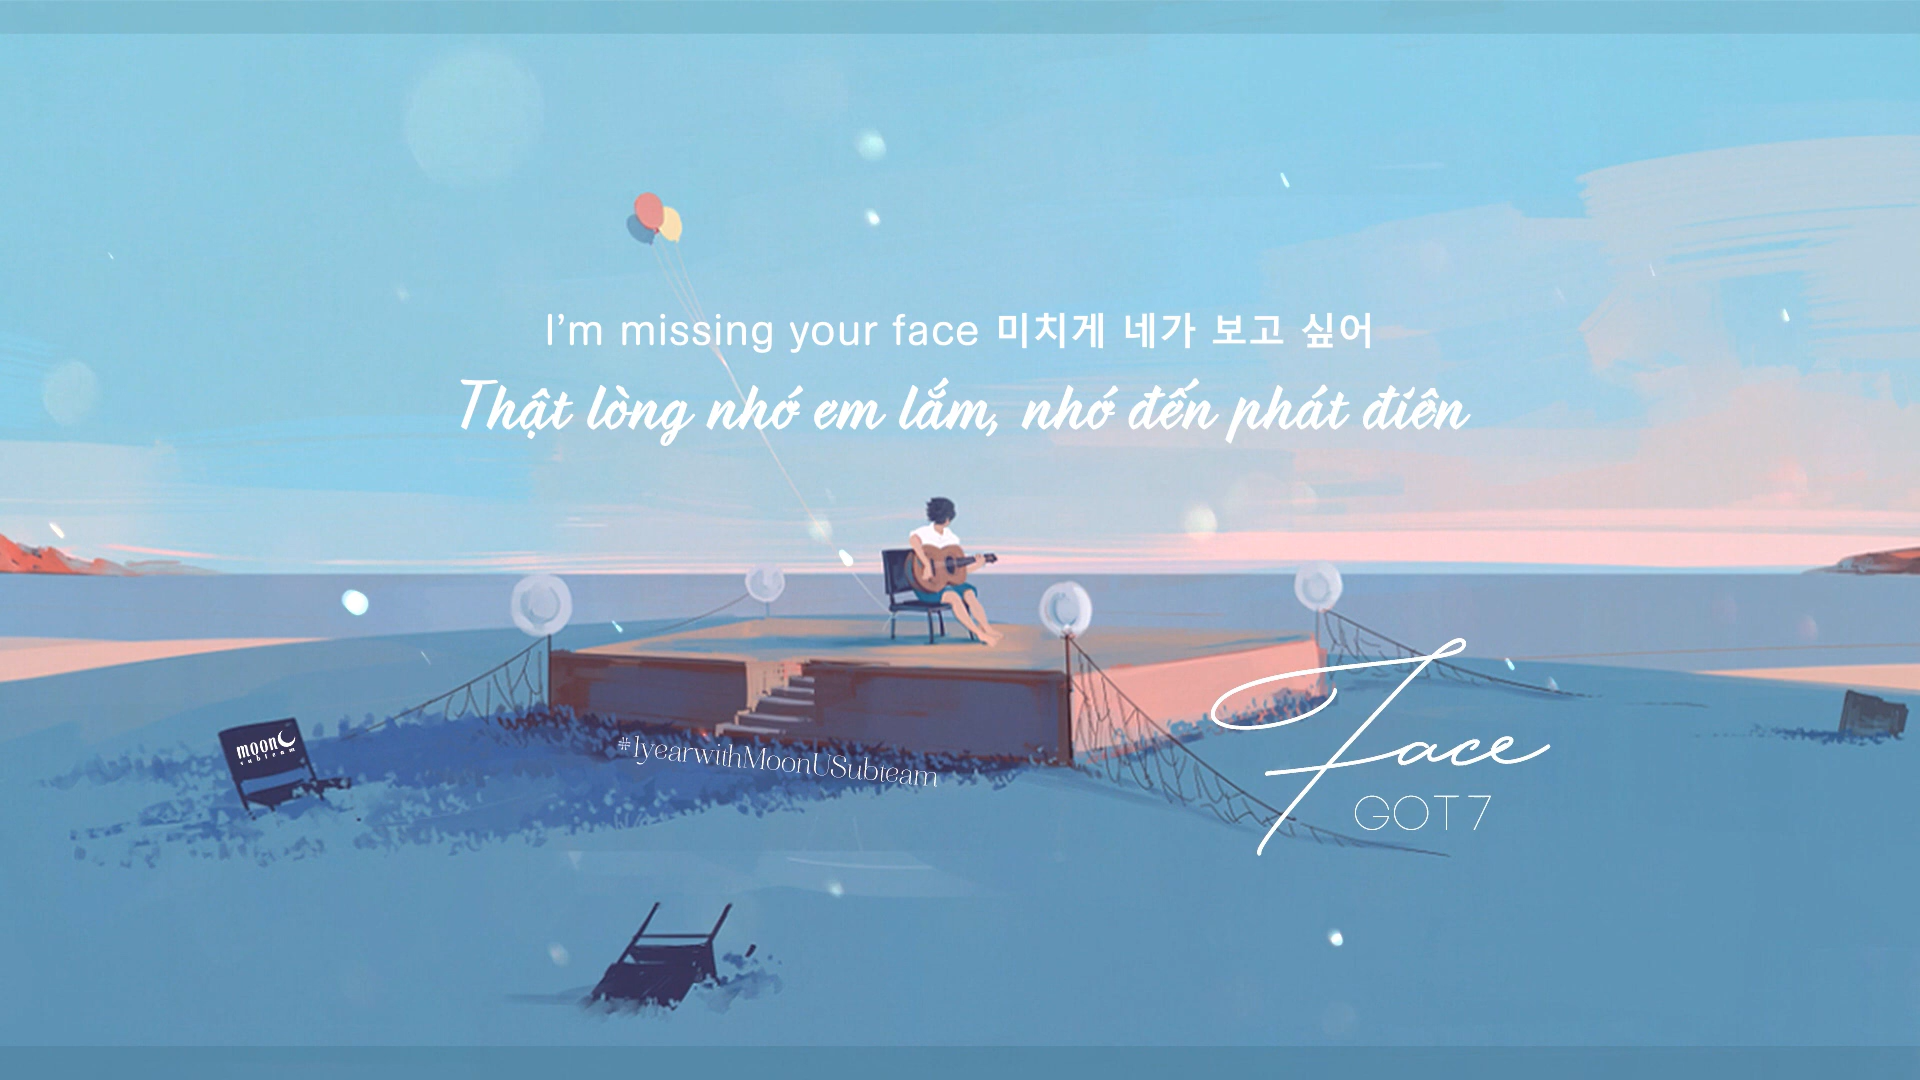 I'm missing your face 미치게 네가 보고 싶어
Thật lòng nhớ em lắm, nhớ đến phát điên
moon
subteam
#1yearwithMoonUSubteam
Face
GOT7